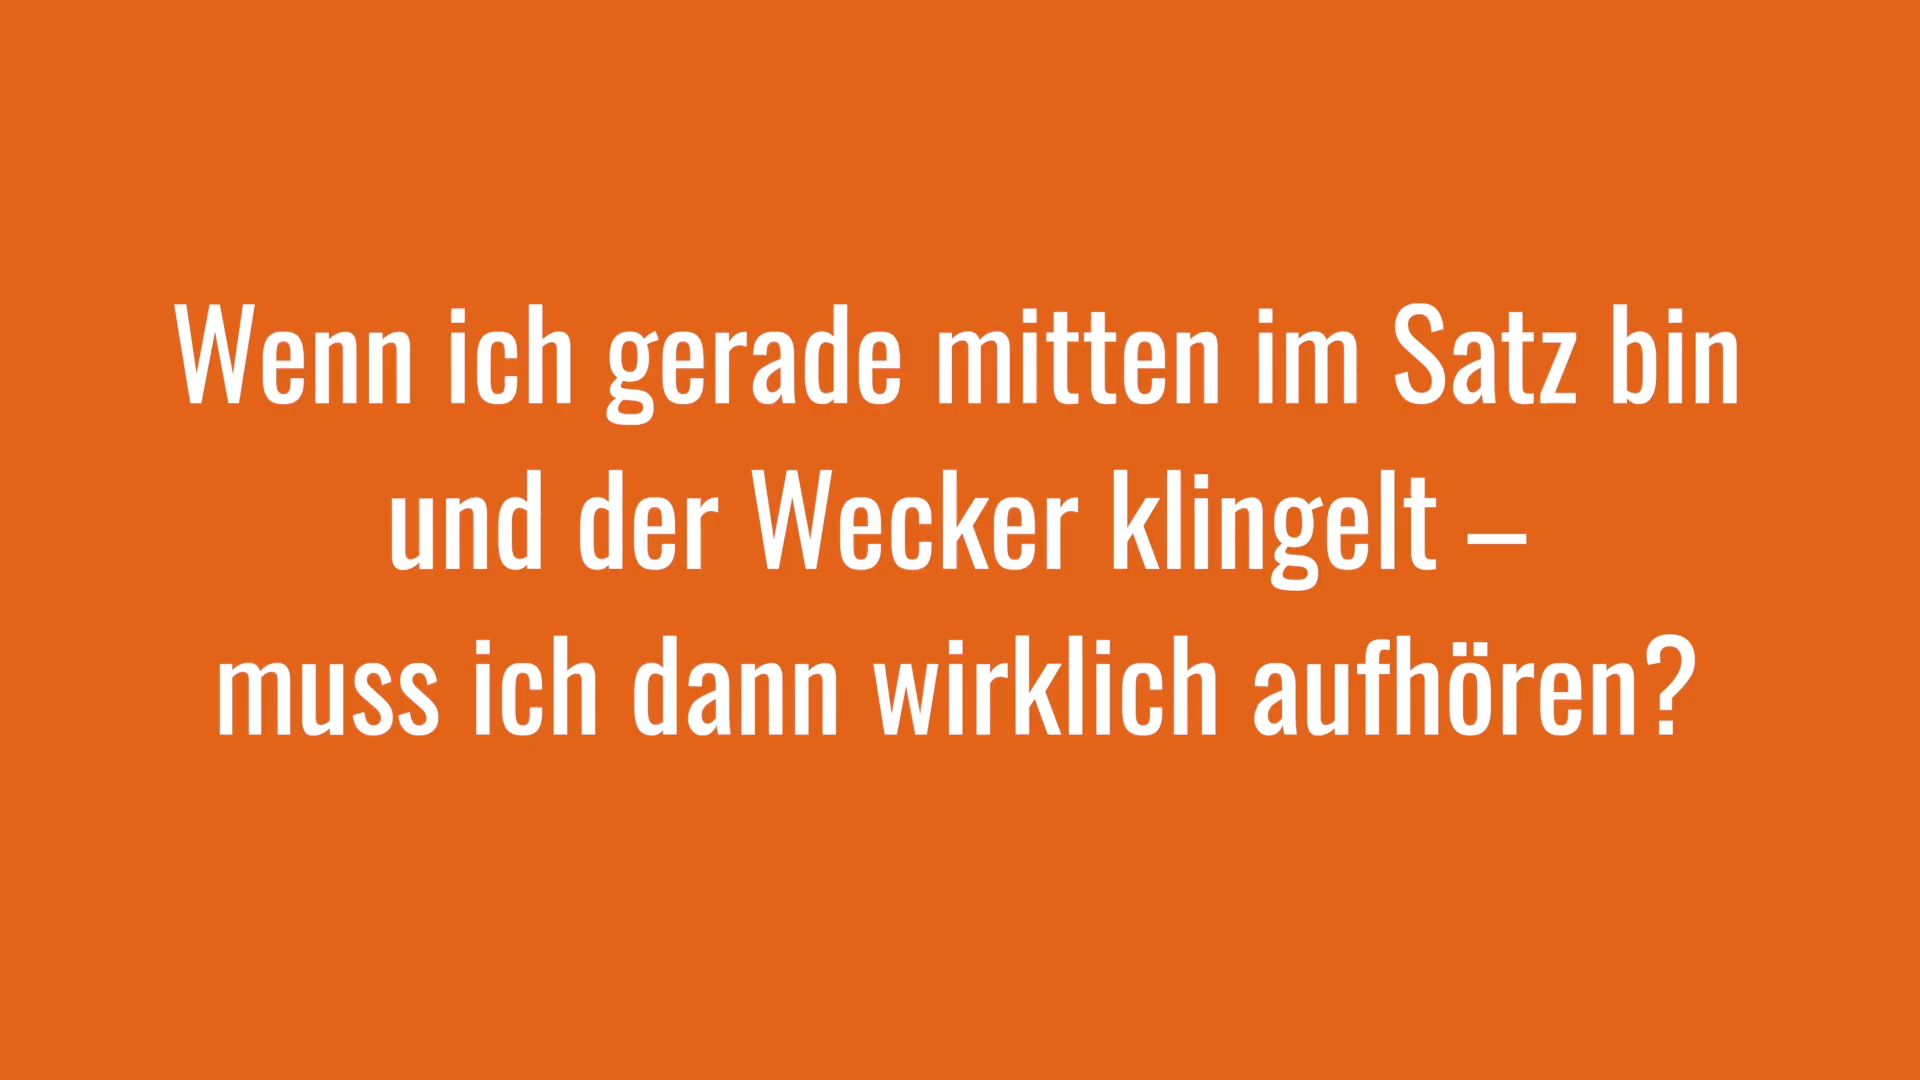 Wenn ich gerade mitten im Satz bin
und der Wecker klingelt –
muss ich dann wirklich aufhören?